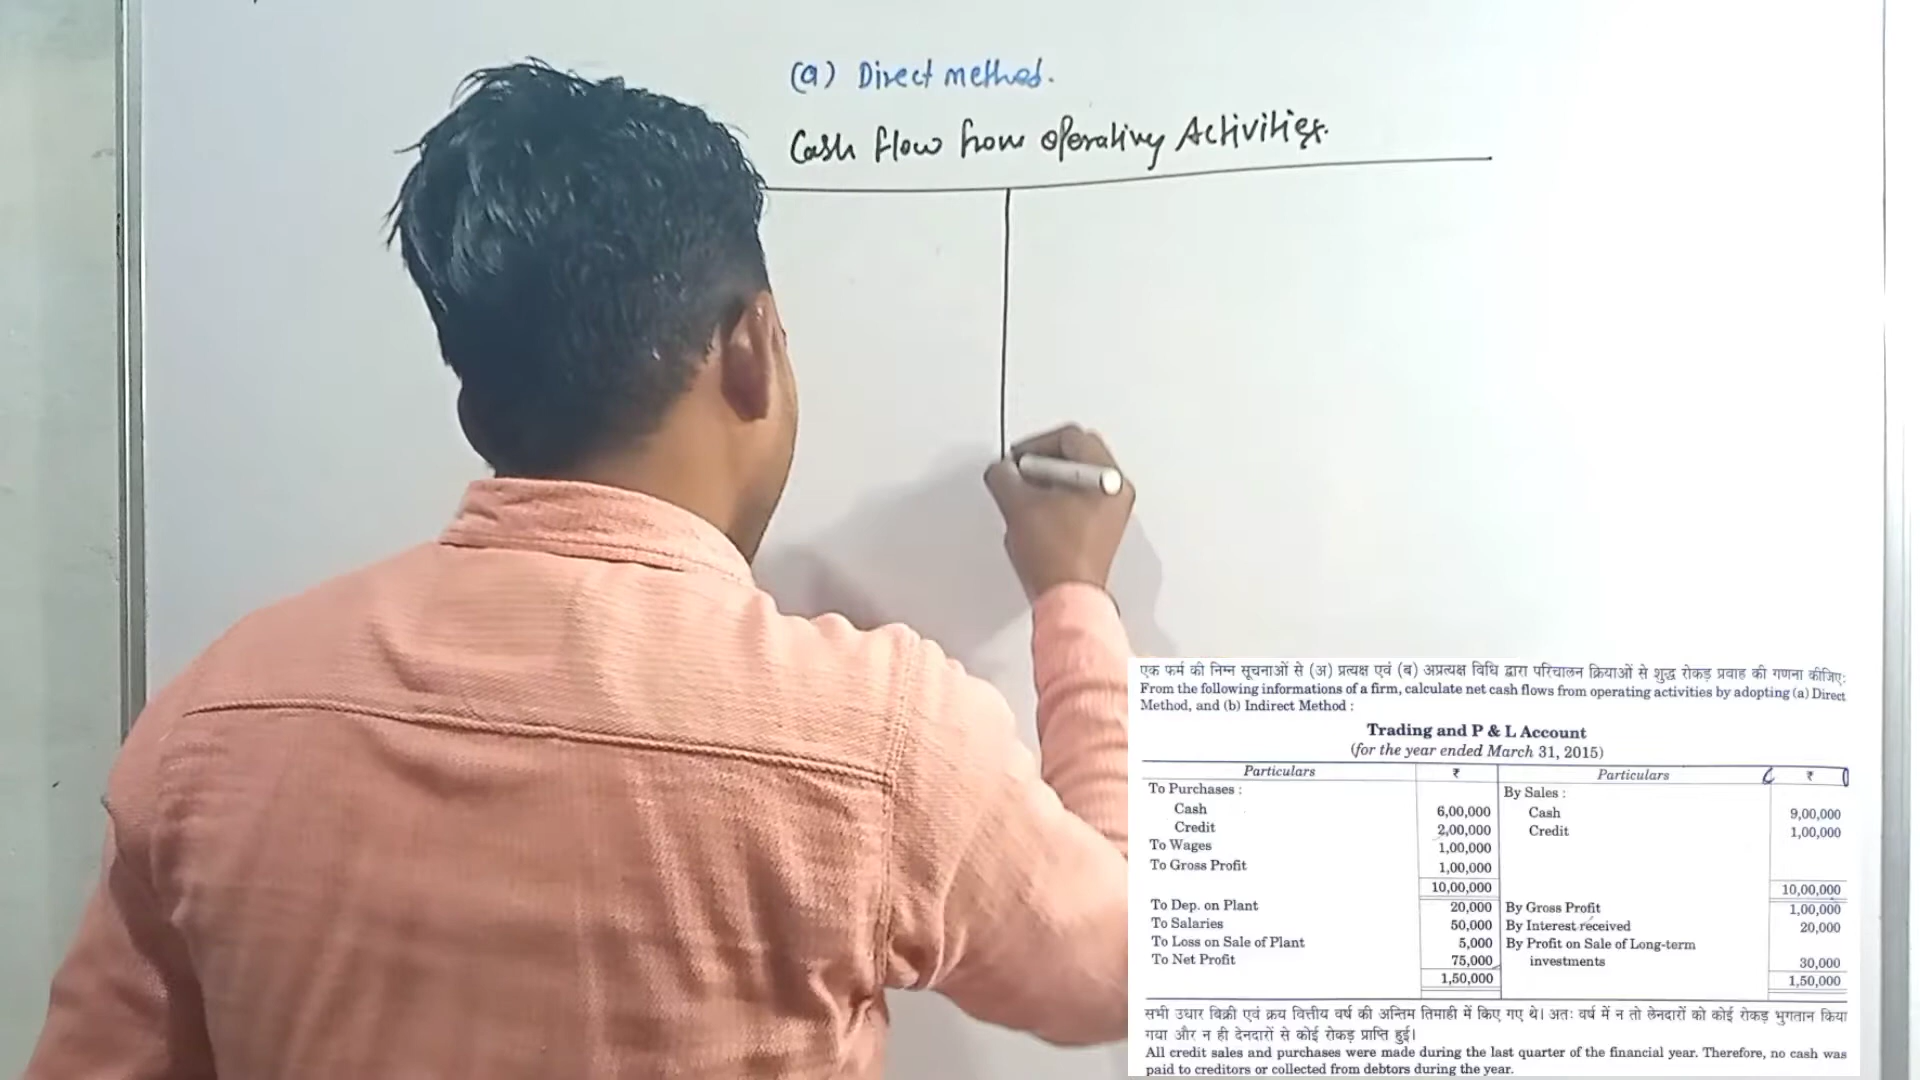 (a) Direct method.
Cash flow from operating Activities.
एक फर्म की निम्न सूचनाओं से (अ) प्रत्यक्ष एवं (ब) अप्रत्यक्ष विधि द्वारा परिचालन क्रियाओं से शुद्ध रोकड़ प्रवाह की गणना कीजिए:
From the following informations of a firm, calculate net cash flows from operating activities by adopting (a) Direct
Method, and (b) Indirect Method :
Trading and P & L Account
(for the year ended March 31, 2015)
Particulars ₹ Particulars ₹
To Purchases : By Sales :
Cash 6,00,000 Cash 9,00,000
Credit 2,00,000 Credit 1,00,000
To Wages 1,00,000
To Gross Profit 1,00,000
10,00,000 10,00,000
To Dep. on Plant 20,000 By Gross Profit 1,00,000
To Salaries 50,000 By Interest received 20,000
To Loss on Sale of Plant 5,000 By Profit on Sale of Long-term
To Net Profit 75,000 investments 30,000
1,50,000 1,50,000
सभी उधार बिक्री एवं क्रय वित्तीय वर्ष की अन्तिम तिमाही में किए गए थे। अतः वर्ष में न तो लेनदारों को कोई रोकड़ भुगतान किया
गया और न ही देनदारों से कोई रोकड़ प्राप्ति हुई।
All credit sales and purchases were made during the last quarter of the financial year. Therefore, no cash was
paid to creditors or collected from debtors during the year.